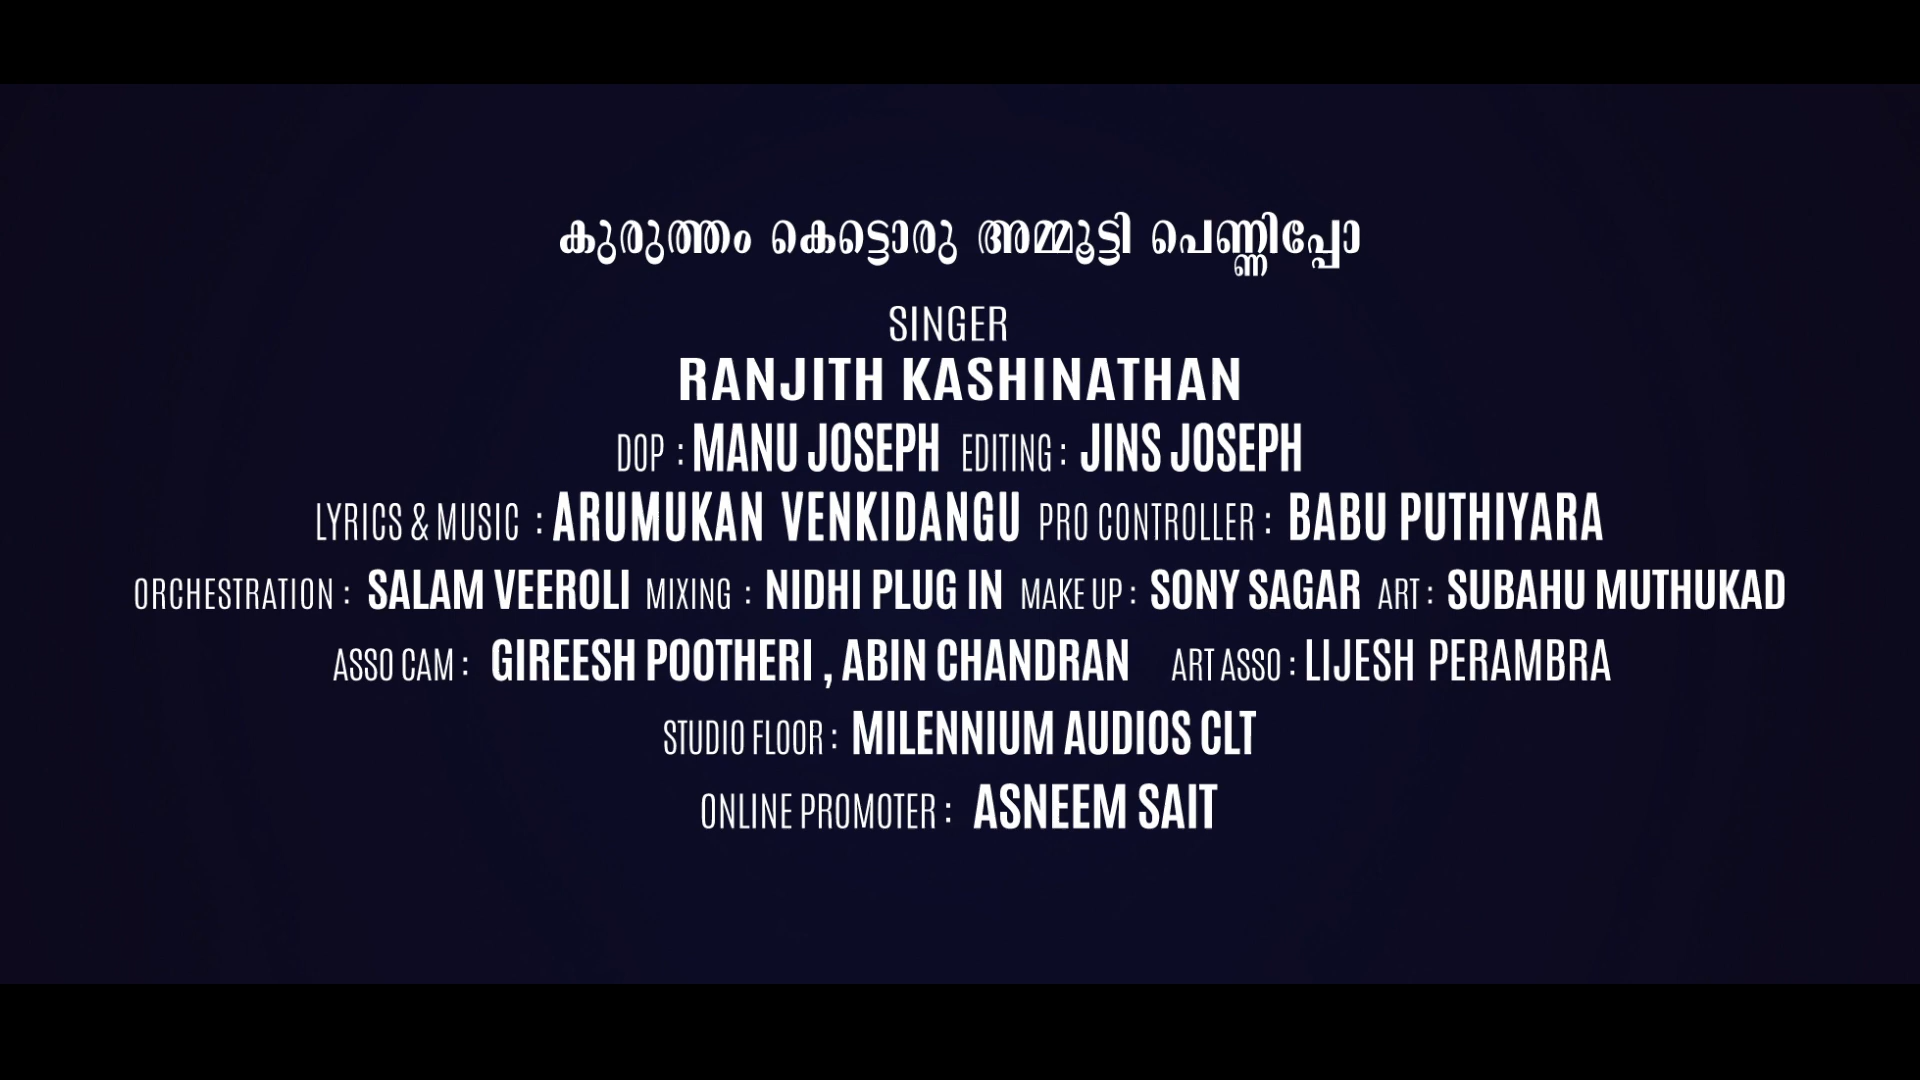 കുരുത്തം കെട്ടൊരു അമ്മൂട്ടി പെണ്ണിപ്പോ
SINGER
RANJITH KASHINATHAN
DOP : MANU JOSEPH EDITING : JINS JOSEPH
LYRICS & MUSIC : ARUMUKAN VENKIDANGU PRO CONTROLLER : BABU PUTHIYARA
ORCHESTRATION : SALAM VEEROLI MIXING : NIDHI PLUG IN MAKE UP : SONY SAGAR ART : SUBAHU MUTHUKAD
ASSO CAM : GIREESH POOTHERI , ABIN CHANDRAN ART ASSO : LIJESH PERAMBRA
STUDIO FLOOR : MILENNIUM AUDIOS CLT
ONLINE PROMOTER : ASNEEM SAIT